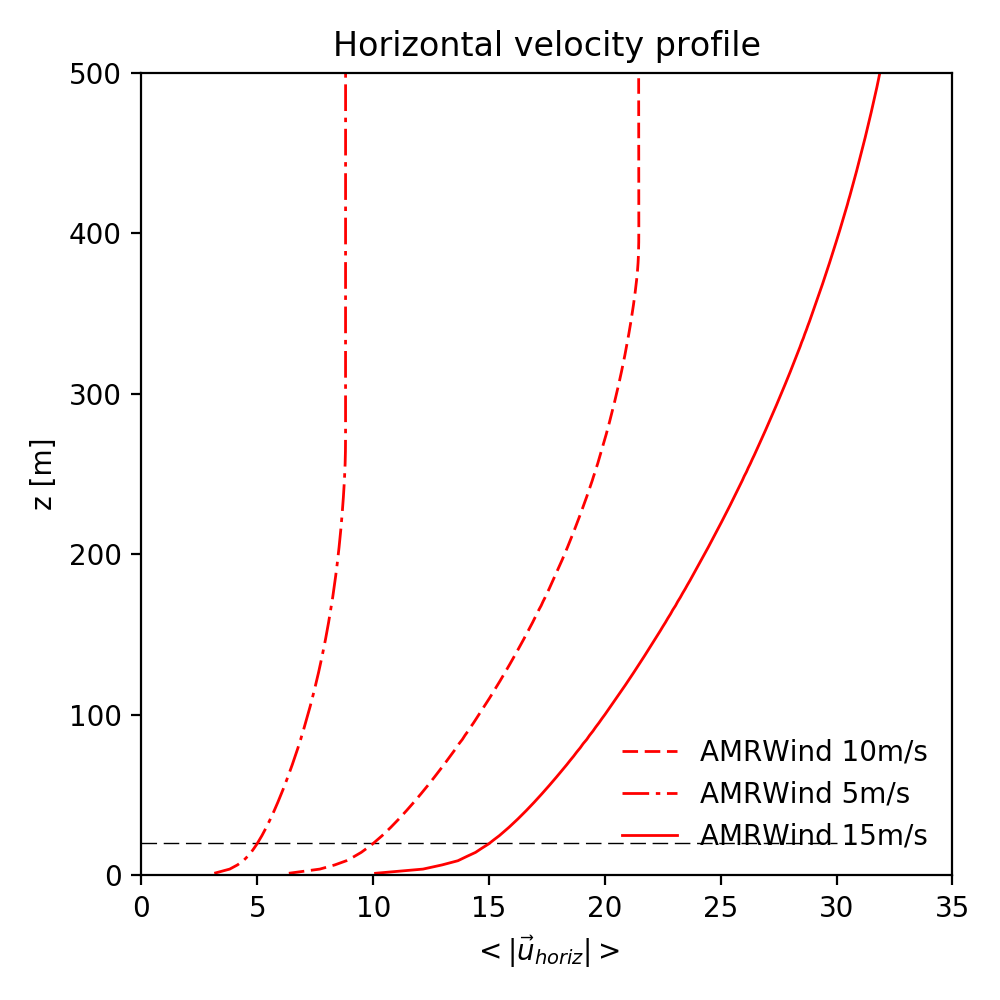 Horizontal velocity profile
500
400
300
200
100
0
z [m]
AMRWind 10m/s
AMRWind 5m/s
AMRWind 15m/s
0 5 10 15 20 25 30 35
< |u⃗horiz| >